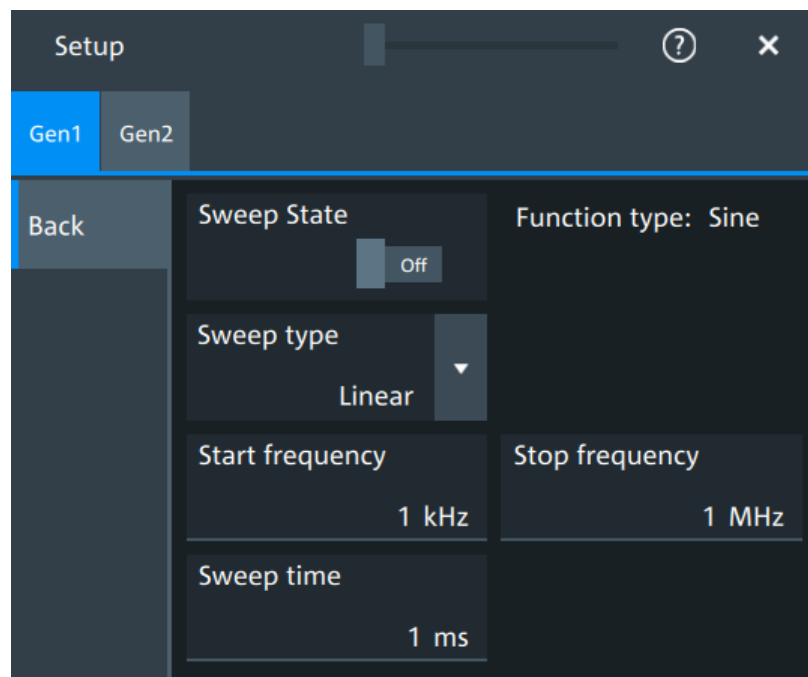 Setup
?
×
Gen1 Gen2
Back
Sweep State
Off
Function type: Sine
Sweep type
Linear
Start frequency
1 kHz
Stop frequency
1 MHz
Sweep time
1 ms